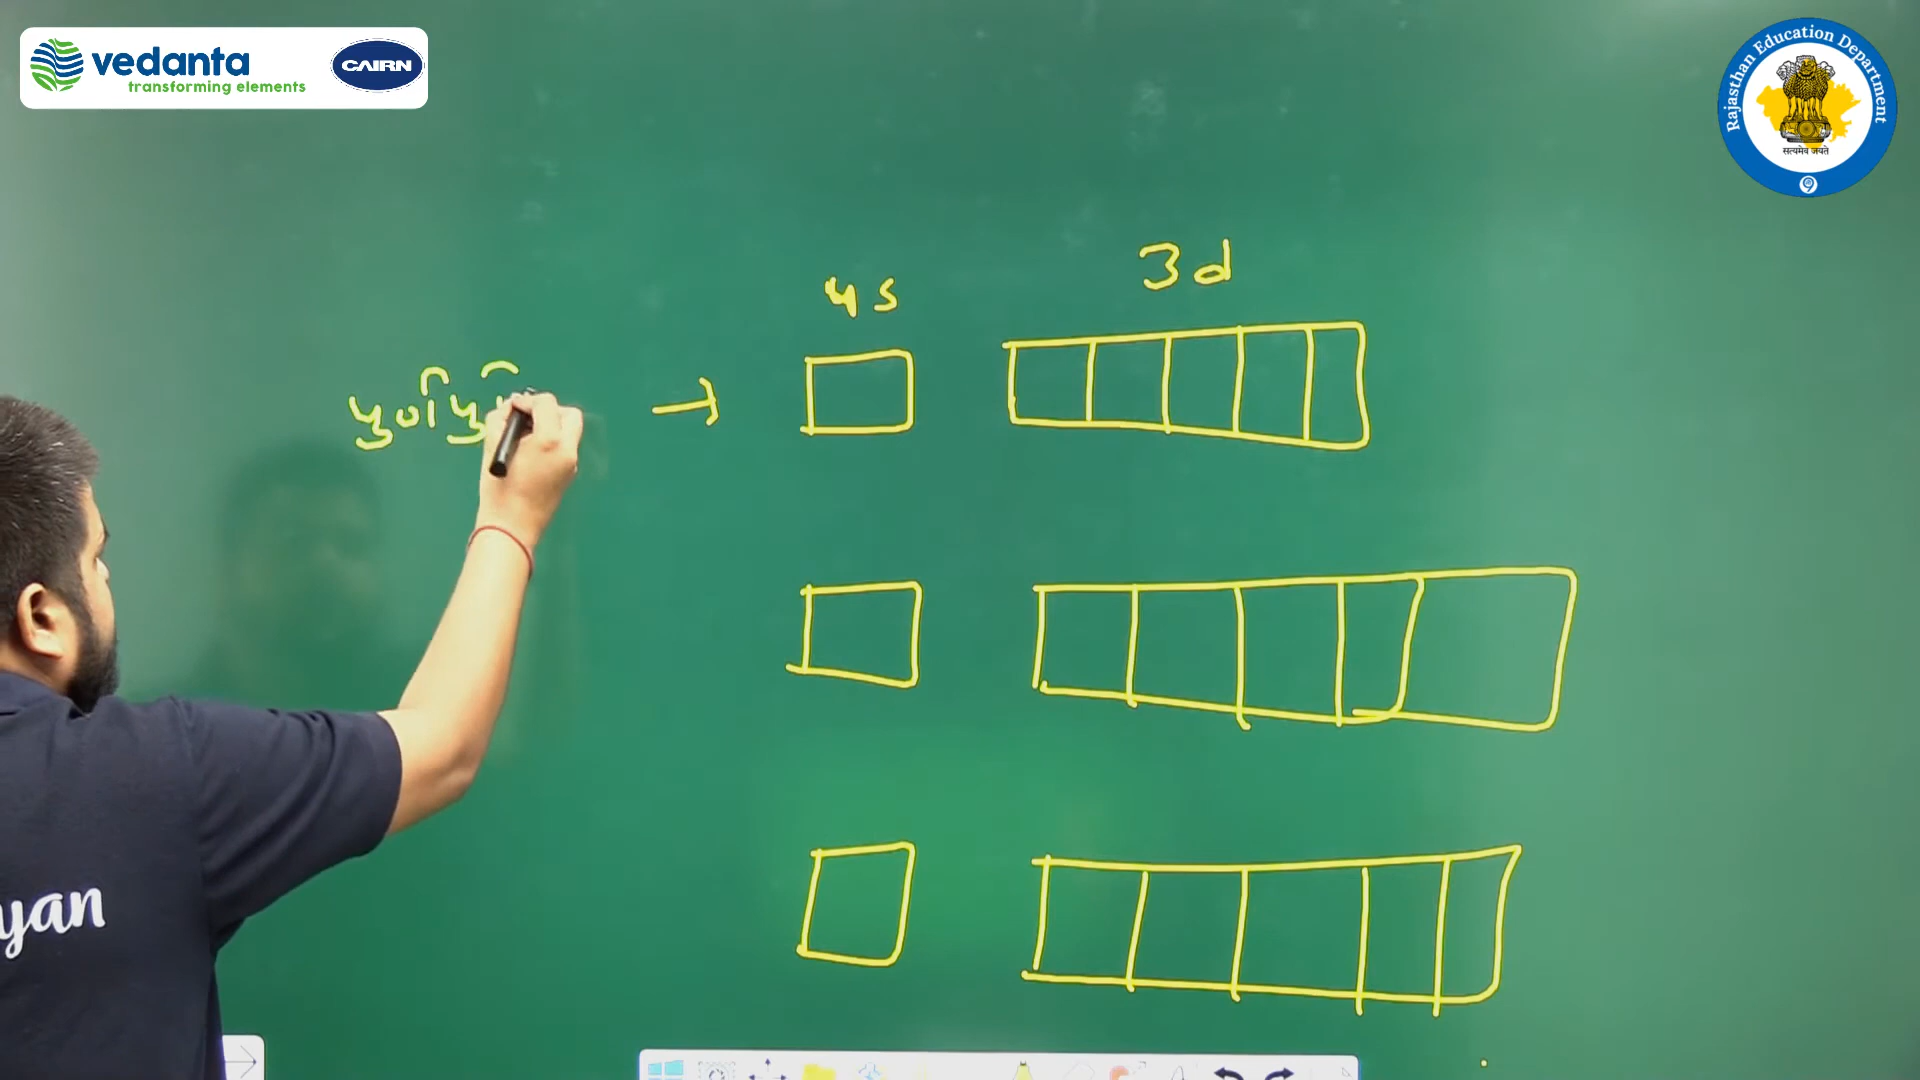 vedanta
transforming elements
CAIRN
Rajasthan Education Department
सत्यमेव जयते
4s
3d
yan